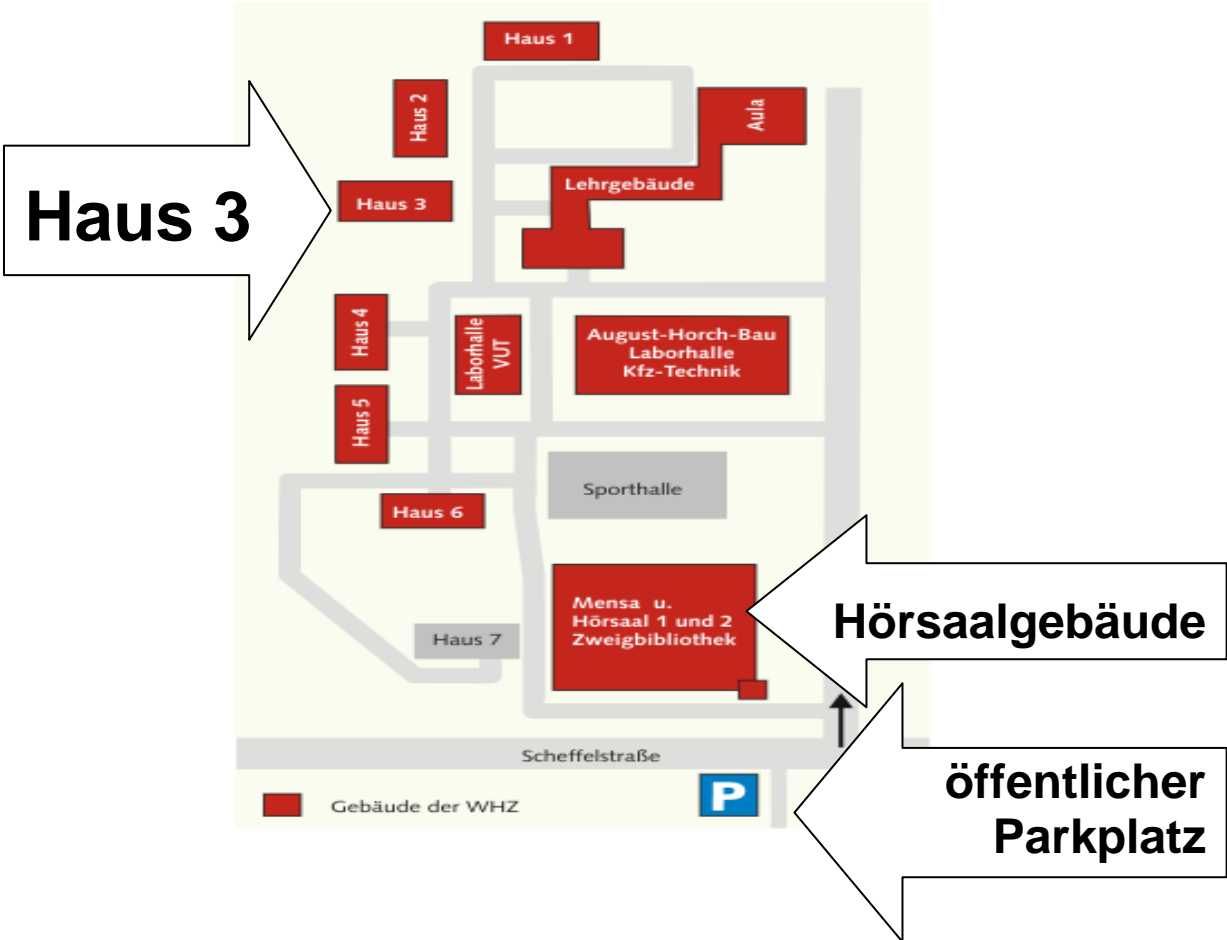 Haus 1
Haus 2
Aula
Haus 3
Haus 3
Lehrgebäude
Haus 4
Laborhalle
VUT
August-Horch-Bau
Laborhalle
Kfz-Technik
Haus 5
Sporthalle
Haus 6
Mensa u.
Hörsaal 1 und 2
Zweigbibliothek
Hörsaalgebäude
Haus 7
Scheffelstraße
P
öffentlicher
Parkplatz
Gebäude der WHZ